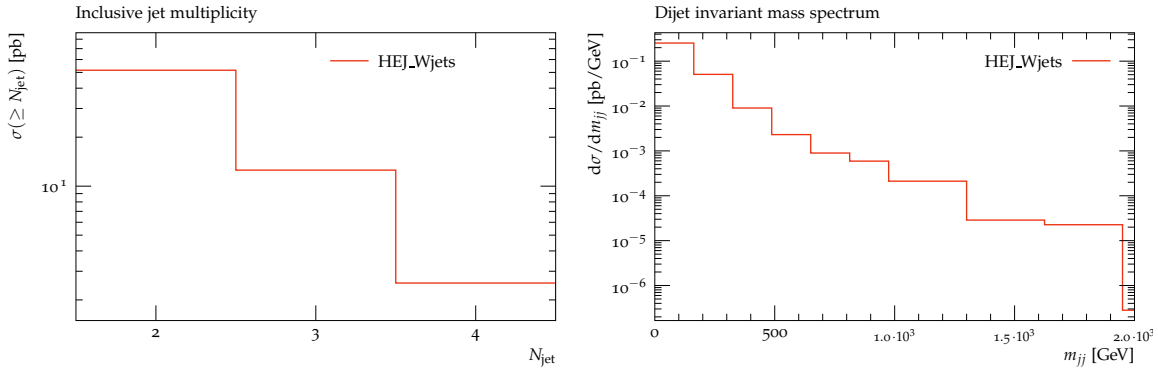 Inclusive jet multiplicity
HEJ_Wjets
σ(≥ N_jet) [pb]
10^1
2 3 4
N_jet
Dijet invariant mass spectrum
HEJ_Wjets
dσ/dm_jj [pb/GeV]
10^−1
10^−2
10^−3
10^−4
10^−5
10^−6
0 500 1.0·10^3 1.5·10^3 2.0·10^3
m_jj [GeV]